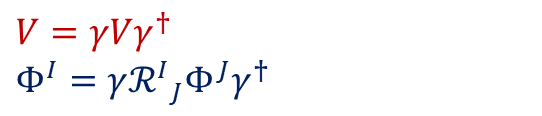 V = γVγ†
Φ^I = γℛ^I_J Φ^J γ†